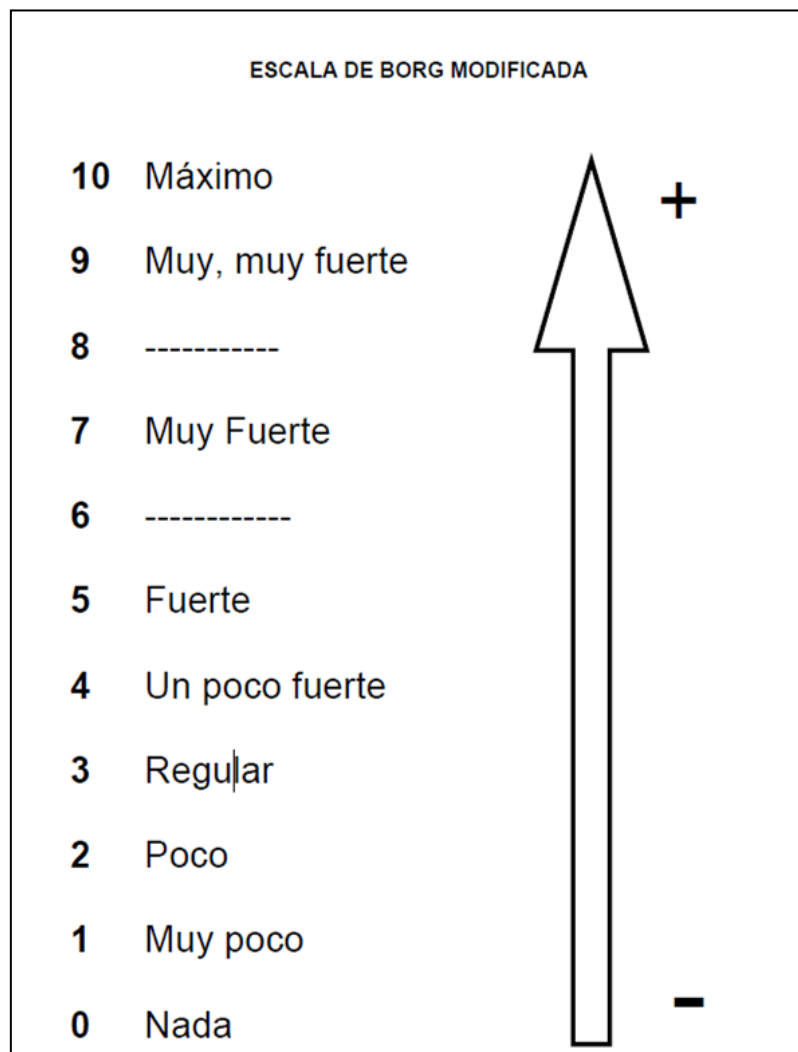 ESCALA DE BORG MODIFICADA
10 Máximo
+
9 Muy, muy fuerte
8 -----------
7 Muy Fuerte
6 ------------
5 Fuerte
4 Un poco fuerte
3 Regular
2 Poco
1 Muy poco
-
0 Nada